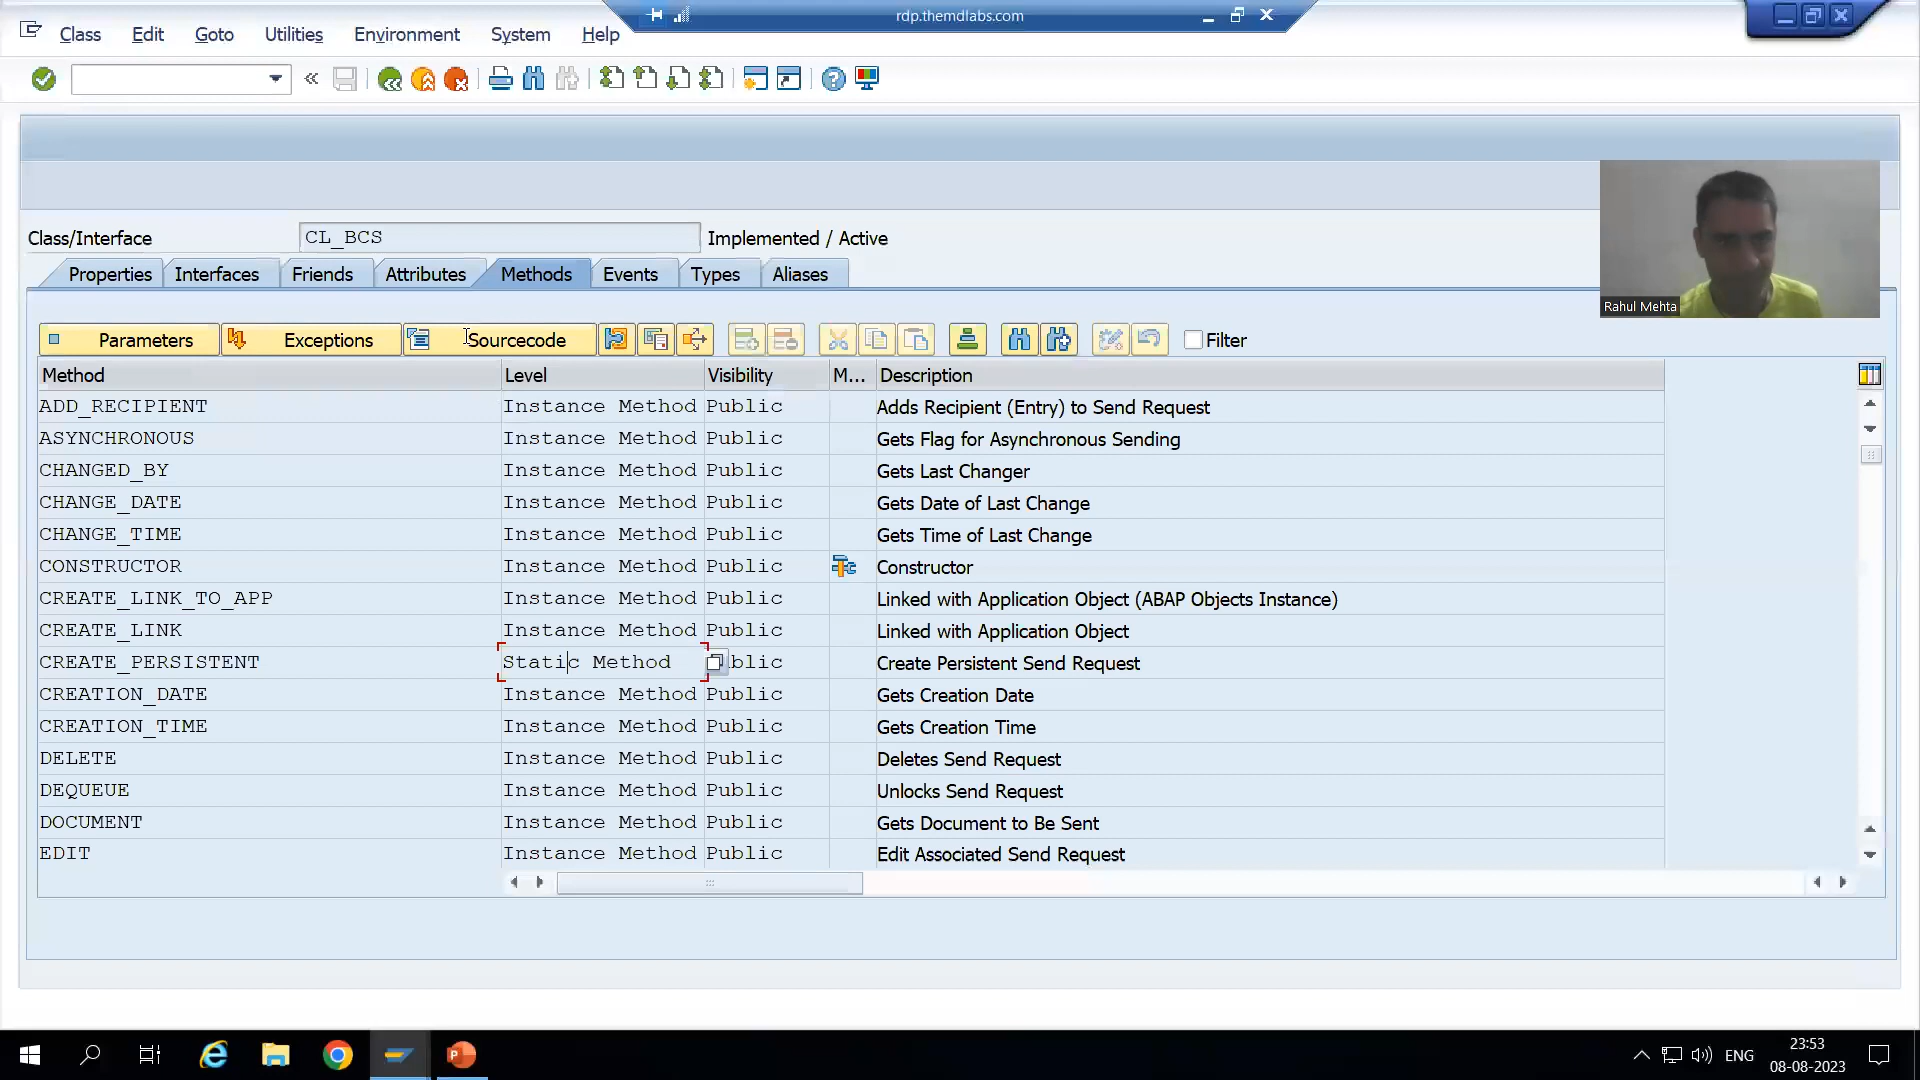 rdp.themdlabs.com
Class Edit Goto Utilities Environment System Help
Class/Interface CL_BCS Implemented / Active
Properties Interfaces Friends Attributes Methods Events Types Aliases
Rahul Mehta
Parameters Exceptions Sourcecode Filter
Method Level Visibility M... Description
ADD_RECIPIENT Instance Method Public Adds Recipient (Entry) to Send Request
ASYNCHRONOUS Instance Method Public Gets Flag for Asynchronous Sending
CHANGED_BY Instance Method Public Gets Last Changer
CHANGE_DATE Instance Method Public Gets Date of Last Change
CHANGE_TIME Instance Method Public Gets Time of Last Change
CONSTRUCTOR Instance Method Public Constructor
CREATE_LINK_TO_APP Instance Method Public Linked with Application Object (ABAP Objects Instance)
CREATE_LINK Instance Method Public Linked with Application Object
CREATE_PERSISTENT Static Method blic Create Persistent Send Request
CREATION_DATE Instance Method Public Gets Creation Date
CREATION_TIME Instance Method Public Gets Creation Time
DELETE Instance Method Public Deletes Send Request
DEQUEUE Instance Method Public Unlocks Send Request
DOCUMENT Instance Method Public Gets Document to Be Sent
EDIT Instance Method Public Edit Associated Send Request
ENG
23:53
08-08-2023